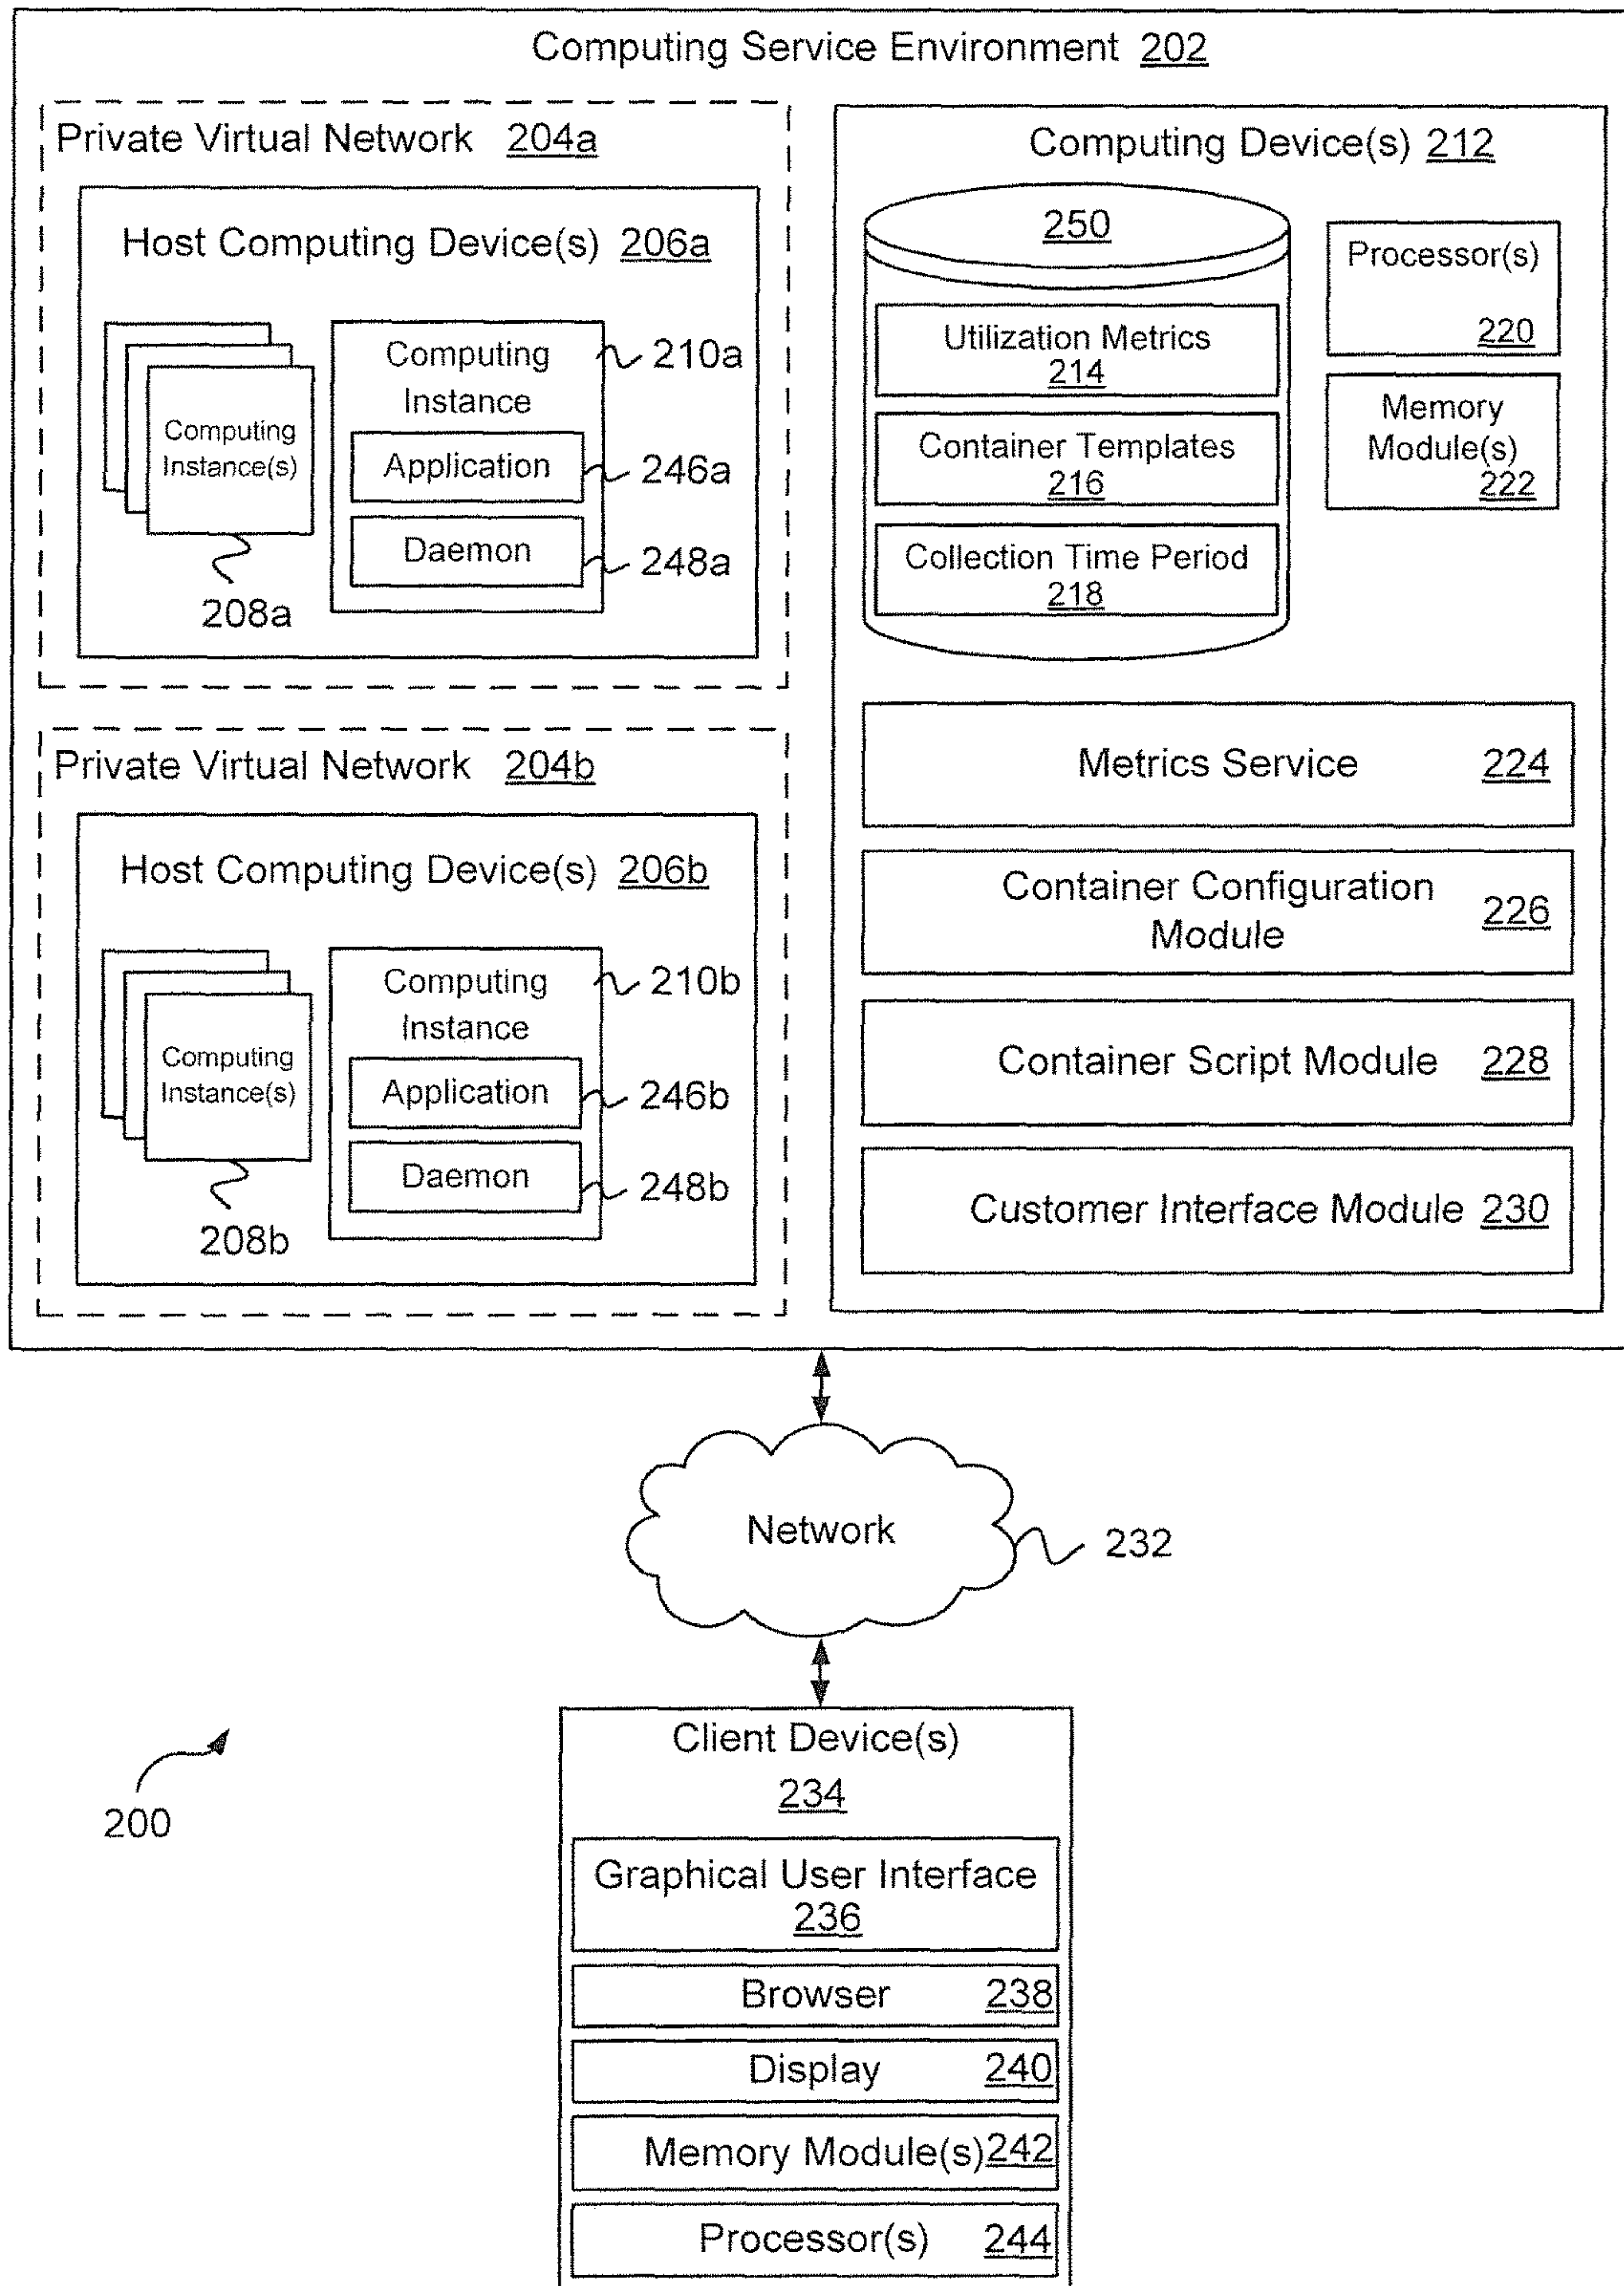 Computing Service Environment 202
Private Virtual Network 204a
Host Computing Device(s) 206a
Computing
Instance(s)
208a
Computing
Instance
210a
Application
246a
Daemon
248a
Private Virtual Network 204b
Host Computing Device(s) 206b
Computing
Instance(s)
208b
Computing
Instance
210b
Application
246b
Daemon
248b
Computing Device(s) 212
250
Utilization Metrics
214
Container Templates
216
Collection Time Period
218
Processor(s)
220
Memory
Module(s)
222
Metrics Service 224
Container Configuration
Module
226
Container Script Module 228
Customer Interface Module 230
Network
232
200
Client Device(s)
234
Graphical User Interface
236
Browser 238
Display 240
Memory Module(s) 242
Processor(s) 244